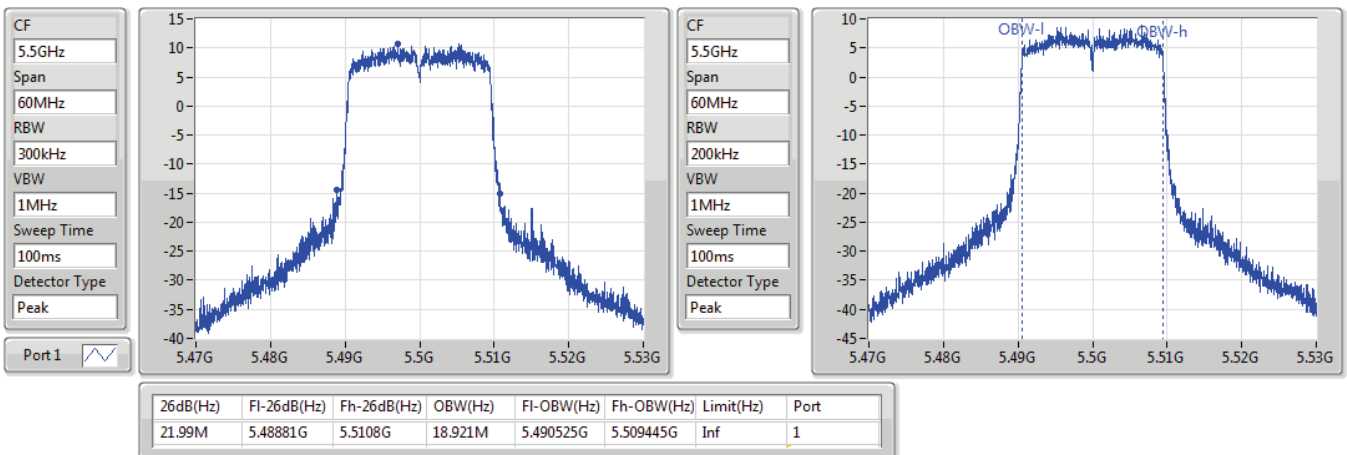 CF
5.5GHz
Span
60MHz
RBW
300kHz
VBW
1MHz
Sweep Time
100ms
Detector Type
Peak
Port 1
15
10
5
0
-5
-10
-15
-20
-25
-30
-35
-40
5.47G 5.48G 5.49G 5.5G 5.51G 5.52G 5.53G
CF
5.5GHz
Span
60MHz
RBW
200kHz
VBW
1MHz
Sweep Time
100ms
Detector Type
Peak
OBW-l OBW-h
10
5
0
-5
-10
-15
-20
-25
-30
-35
-40
-45
5.47G 5.48G 5.49G 5.5G 5.51G 5.52G 5.53G
26dB(Hz) Fl-26dB(Hz) Fh-26dB(Hz) OBW(Hz) Fl-OBW(Hz) Fh-OBW(Hz) Limit(Hz) Port
21.99M 5.48881G 5.5108G 18.921M 5.490525G 5.509445G Inf 1